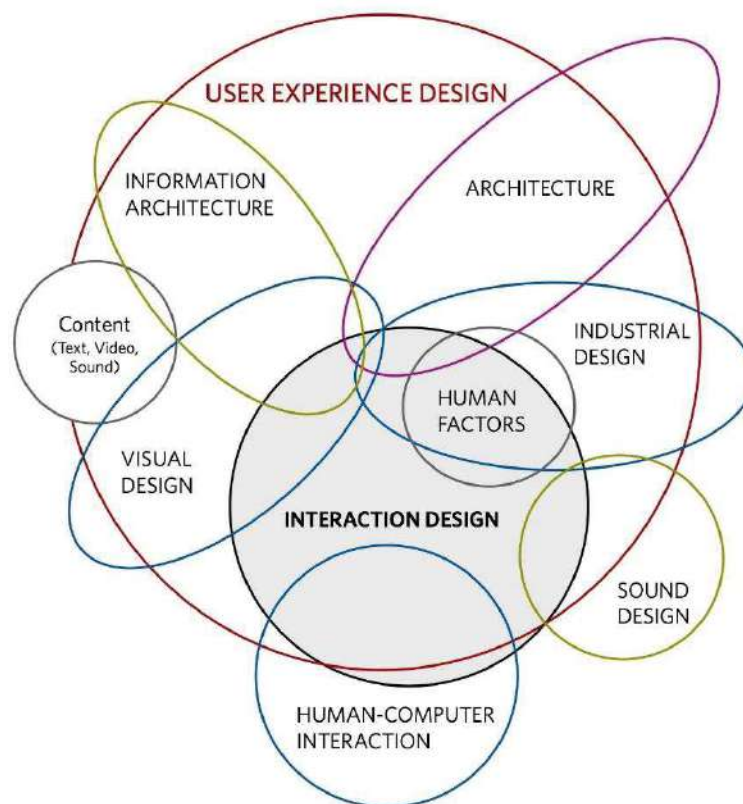 USER EXPERIENCE DESIGN
INFORMATION
ARCHITECTURE
ARCHITECTURE
Content
(Text, Video,
Sound)
INDUSTRIAL
DESIGN
HUMAN
FACTORS
VISUAL
DESIGN
INTERACTION DESIGN
SOUND
DESIGN
HUMAN-COMPUTER
INTERACTION